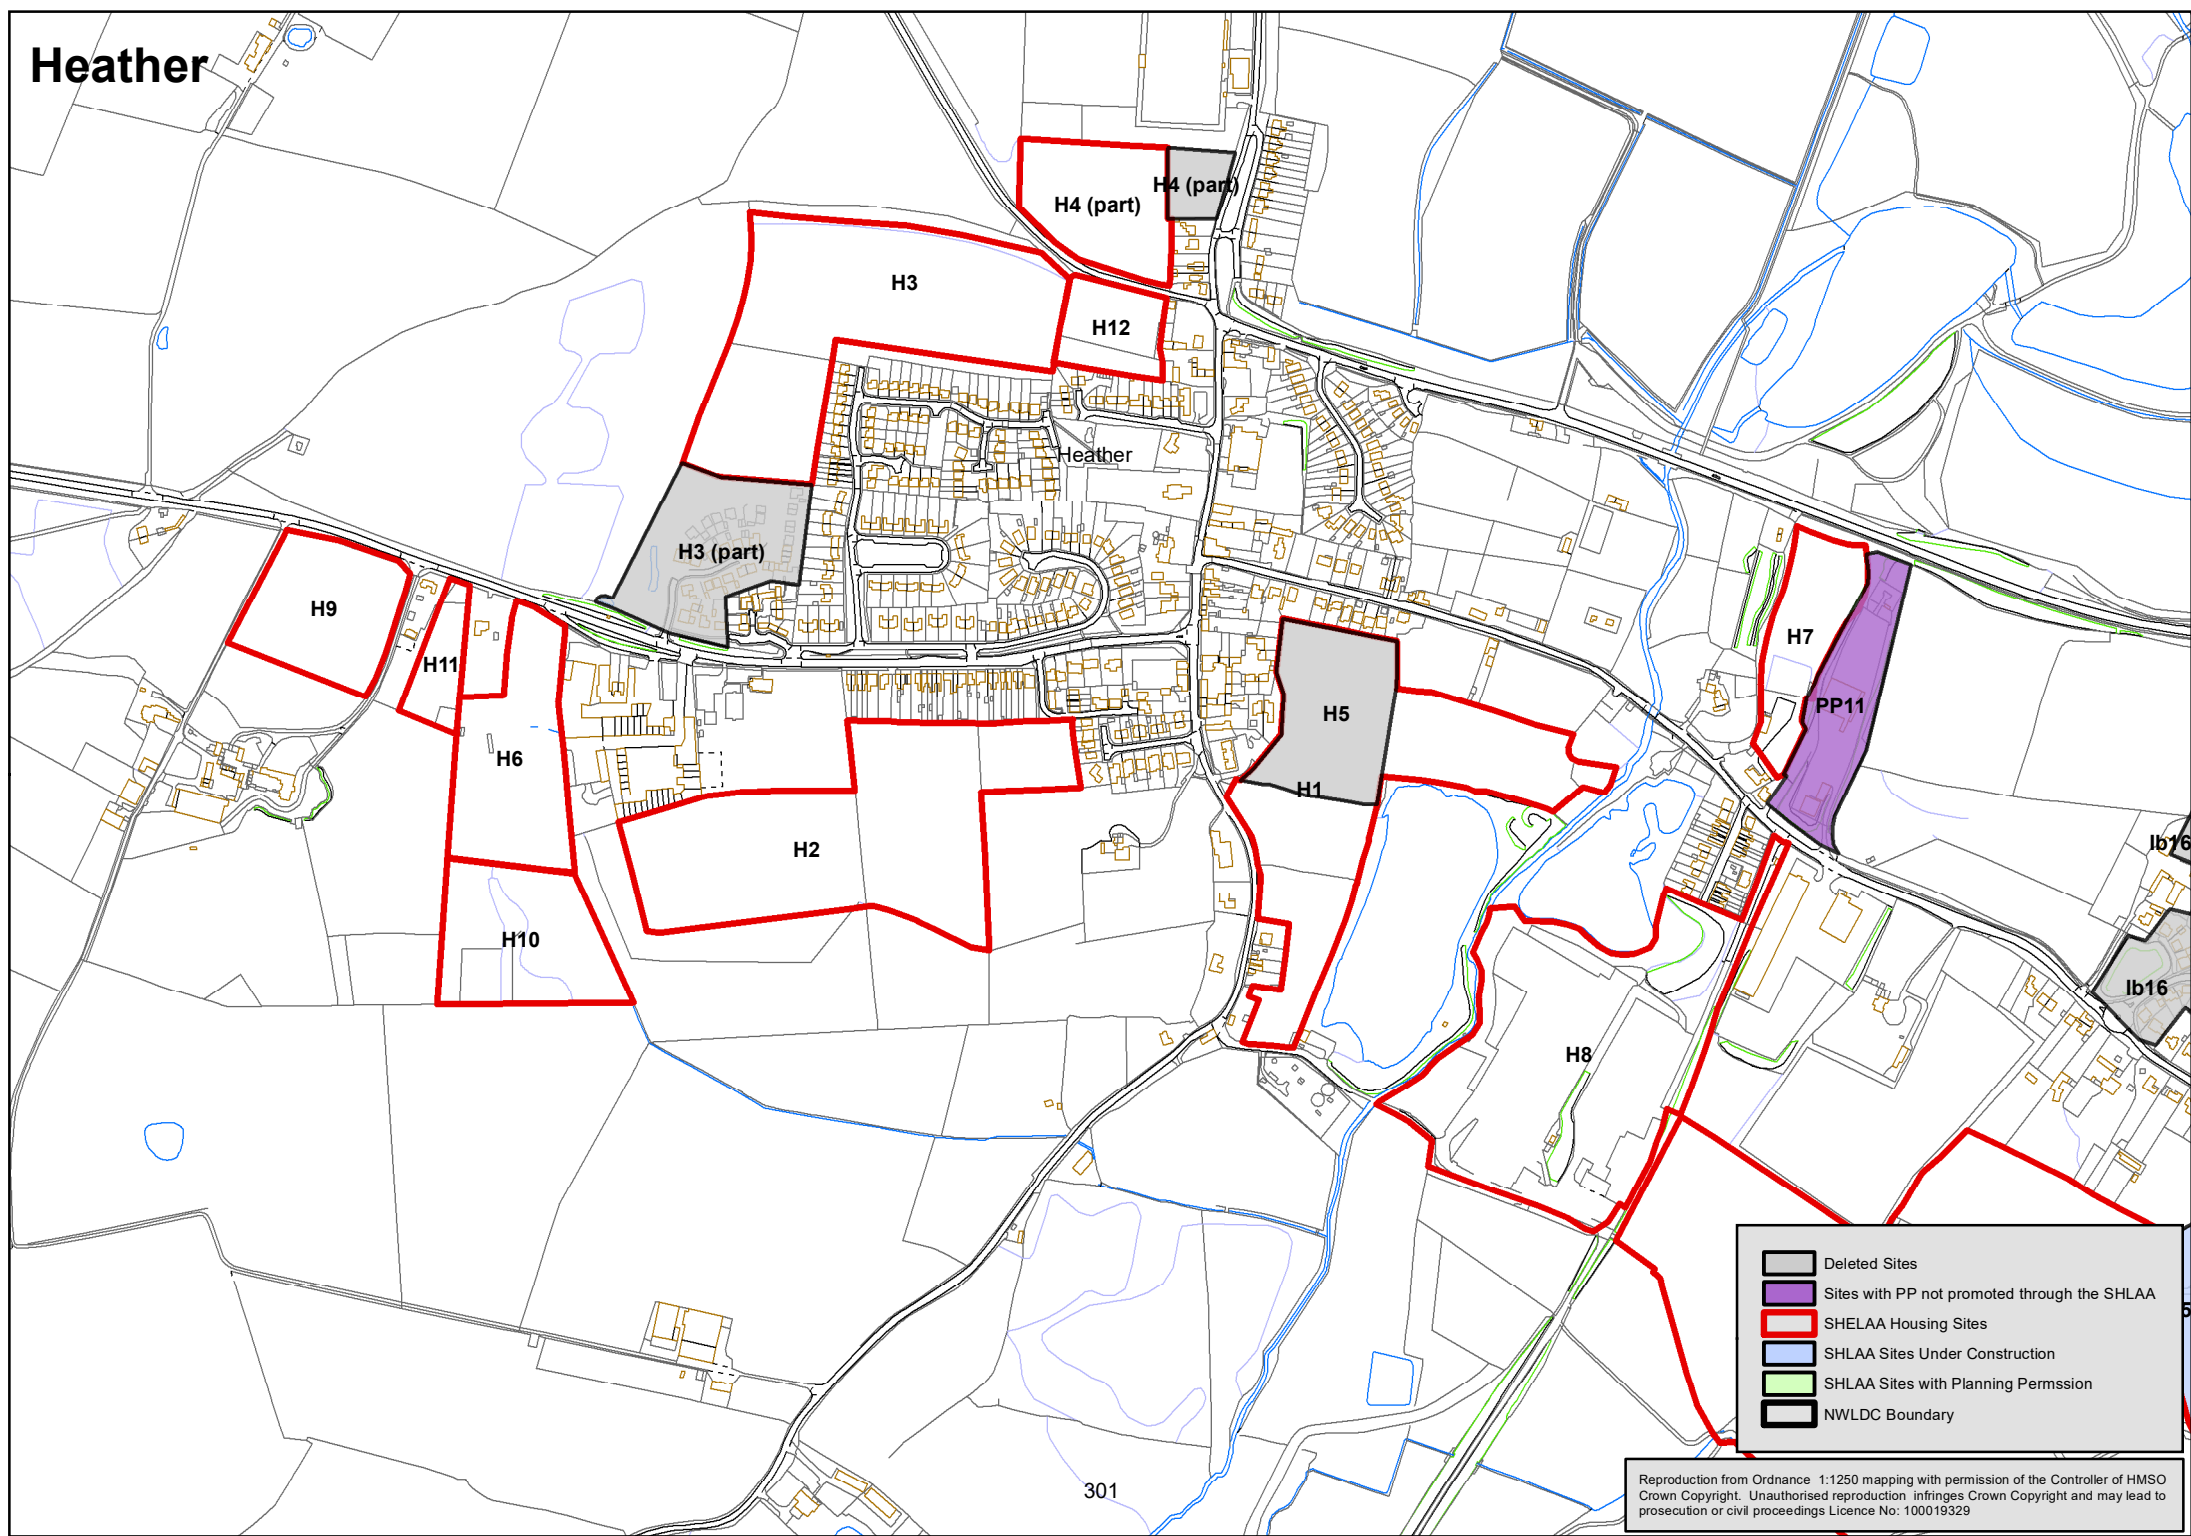 Heather
H4 (part)
H4 (part)
H3
H12
Heather
H3 (part)
H9
H11
H7
H5
PP11
H6
H1
H2
Ib16
H10
Ib16
H8
Deleted Sites
Sites with PP not promoted through the SHLAA
SHELAA Housing Sites
SHLAA Sites Under Construction
SHLAA Sites with Planning Permssion
NWLDC Boundary
5
301
Reproduction from Ordnance 1:1250 mapping with permission of the Controller of HMSO
Crown Copyright. Unauthorised reproduction infringes Crown Copyright and may lead to
prosecution or civil proceedings Licence No: 100019329